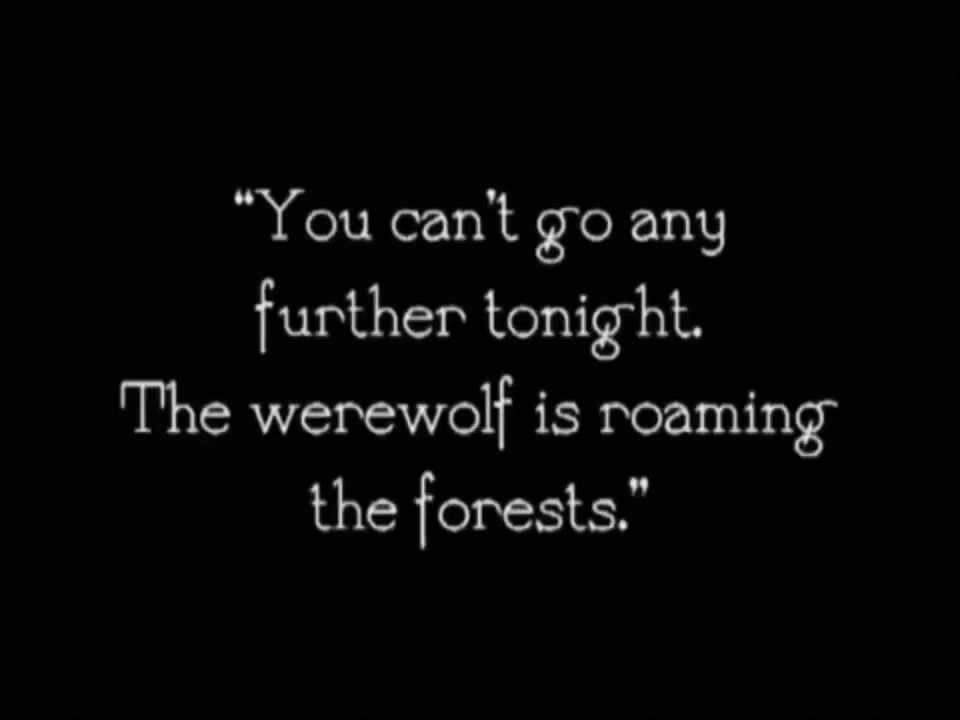 “You can't go any
further tonight.
The werewolf is roaming
the forests.”